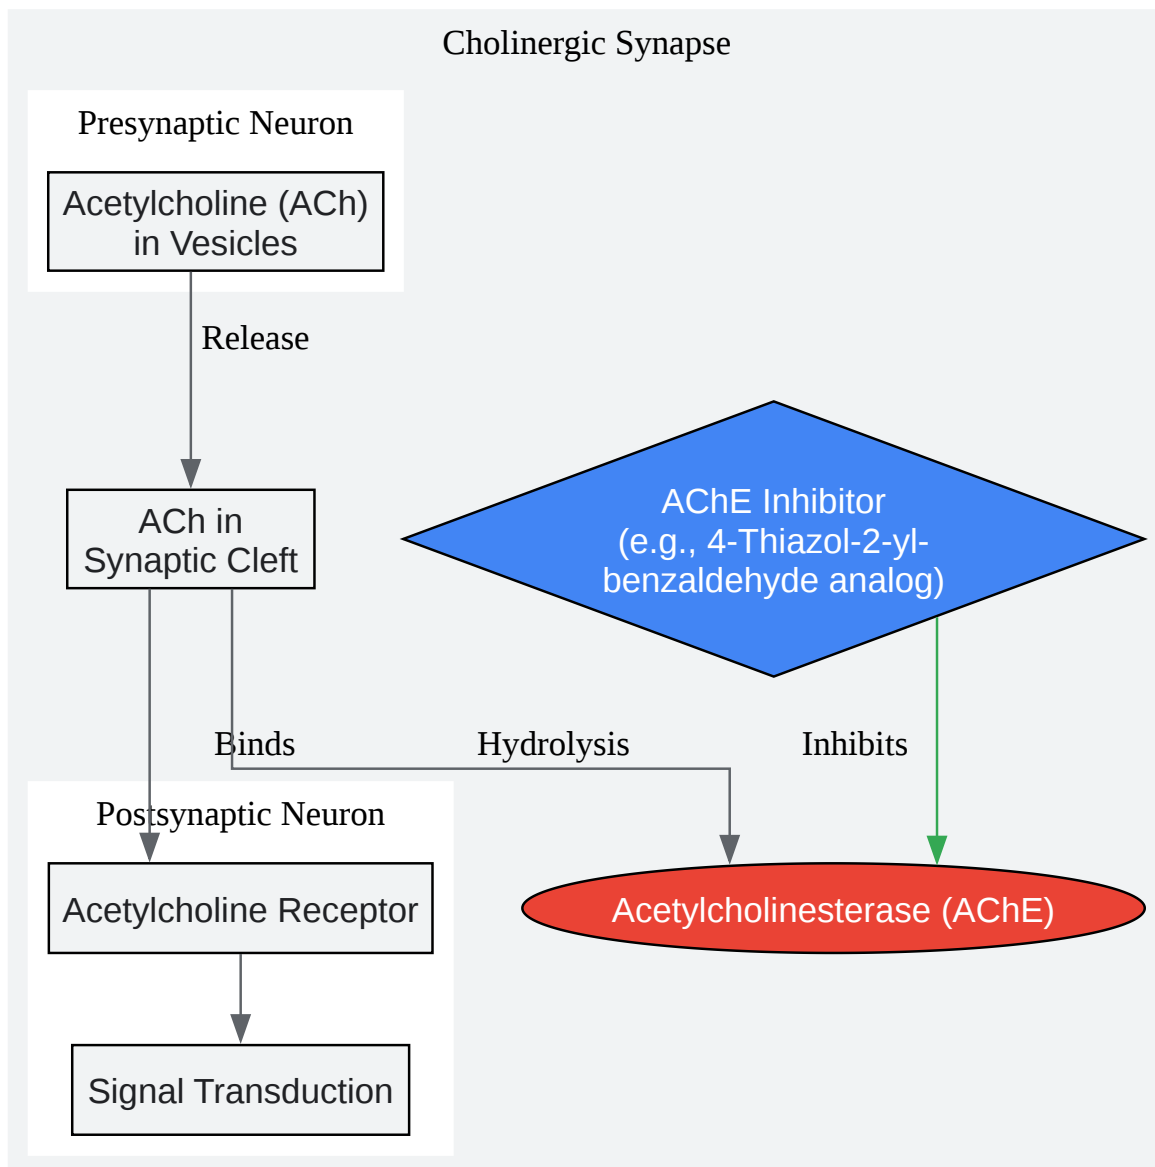 Cholinergic Synapse
Presynaptic Neuron
Acetylcholine (ACh)
in Vesicles
Release
ACh in
Synaptic Cleft
AChE Inhibitor
(e.g., 4-Thiazol-2-yl-
benzaldehyde analog)
Binds
Hydrolysis
Inhibits
Postsynaptic Neuron
Acetylcholine Receptor
Acetylcholinesterase (AChE)
Signal Transduction